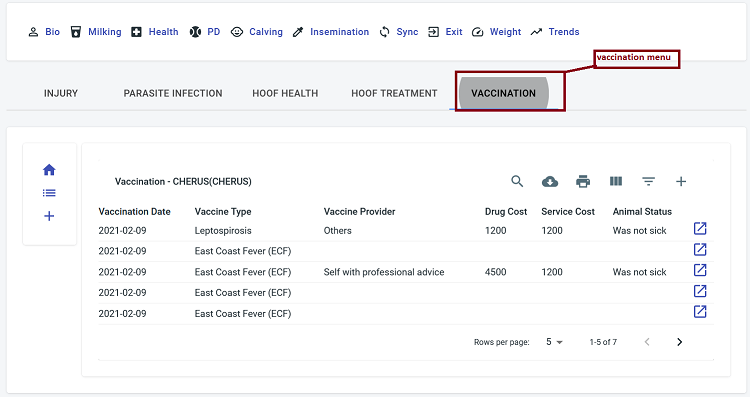 Bio Milking Health PD Calving Insemination Sync Exit Weight Trends
vaccination menu
INJURY PARASITE INFECTION HOOF HEALTH HOOF TREATMENT VACCINATION
Vaccination - CHERUS(CHERUS)
Vaccination Date Vaccine Type Vaccine Provider Drug Cost Service Cost Animal Status
2021-02-09 Leptospirosis Others 1200 1200 Was not sick
2021-02-09 East Coast Fever (ECF)
2021-02-09 East Coast Fever (ECF) Self with professional advice 4500 1200 Was not sick
2021-02-09 East Coast Fever (ECF)
2021-02-09 East Coast Fever (ECF)
Rows per page: 5 1-5 of 7